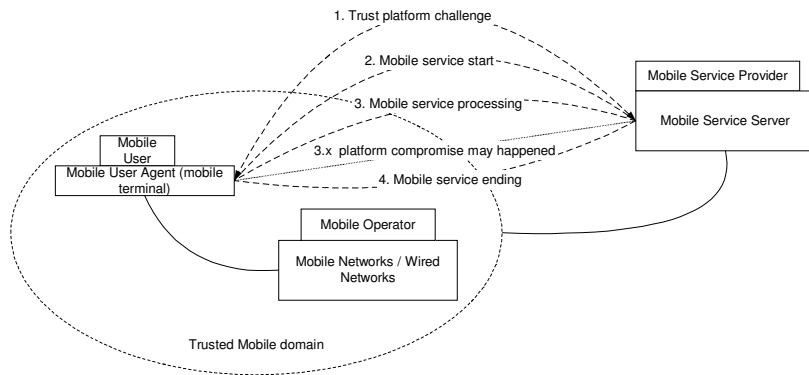 1. Trust platform challenge
2. Mobile service start
Mobile Service Provider
3. Mobile service processing
Mobile Service Server
Mobile
User
3.x platform compromise may happened
Mobile User Agent (mobile
terminal)
4. Mobile service ending
Mobile Operator
Mobile Networks / Wired
Networks
Trusted Mobile domain